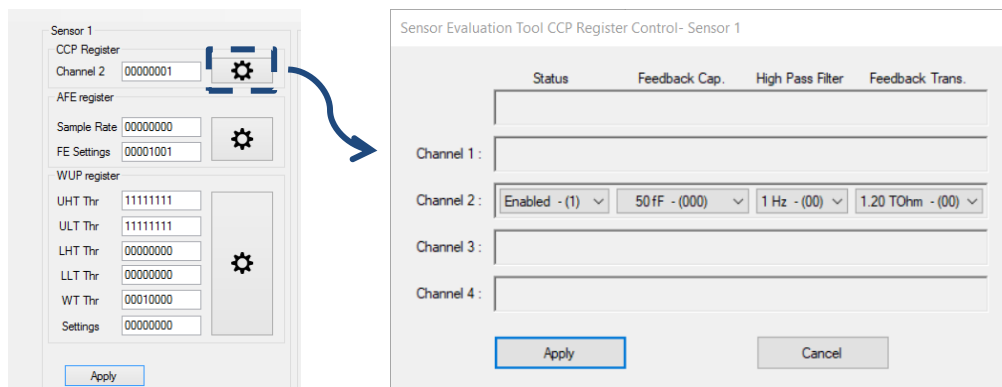 Sensor 1
CCP Register
Channel 2 00000001
AFE register
Sample Rate 00000000
FE Settings 00001001
WUP register
UHT Thr 11111111
ULT Thr 11111111
LHT Thr 00000000
LLT Thr 00000000
WT Thr 00010000
Settings 00000000
Apply
Sensor Evaluation Tool CCP Register Control- Sensor 1
Status Feedback Cap. High Pass Filter Feedback Trans.
Channel 1 :
Channel 2 : Enabled - (1) 50 fF - (000) 1 Hz - (00) 1.20 TOhm - (00)
Channel 3 :
Channel 4 :
Apply Cancel